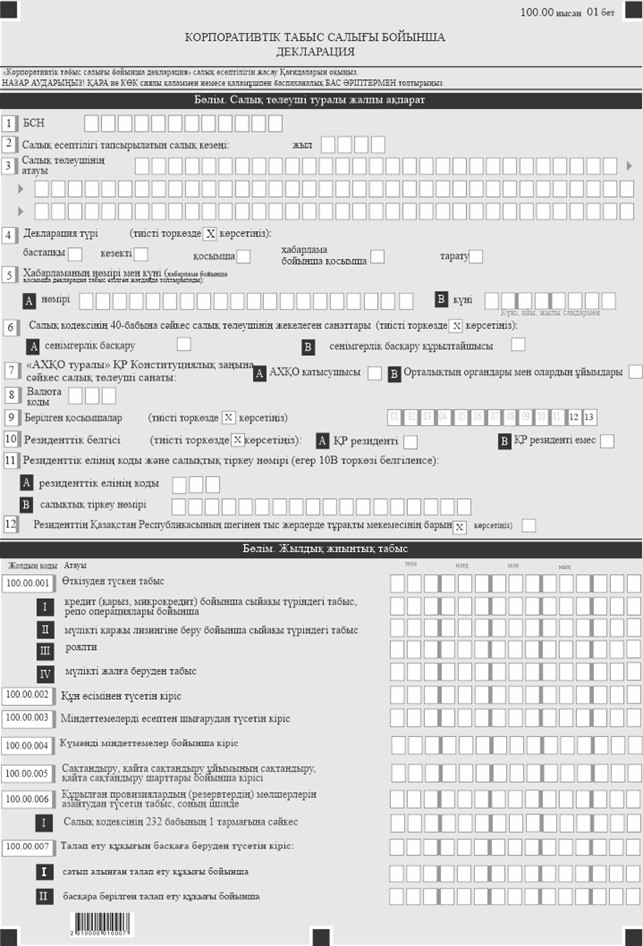 100.00 нысан 01 бет
КОРПОРАТИВТІК ТАБЫС САЛЫҒЫ БОЙЫНША
ДЕКЛАРАЦИЯ
«Корпоративтік табыс салығы бойынша декларация» салық есептілігін жасау Қағидаларын оқыңыз.
НАЗАР АУДАРЫҢЫЗ! ҚАРА не КӨК сиялы қаламмен немесе қаламұшпен баспаханалық БАС ӘРІПТЕРМЕН толтырыңыз.
Бөлім. Салық төлеуші туралы жалпы ақпарат
1 БСН
2 Салық есептілігі тапсырылатын салық кезеңі: жыл
3 Салық төлеушінің
атауы
4 Декларация түрі (тиісті торкөзде X көрсетіңіз):
бастапқы кезекті қосымша хабарлама
бойынша қосымша тарату
5 Хабарламаның нөмірі мен күні (хабарлама бойынша
қосымша декларация табыс етілген жағдайда толтырылады):
A нөмірі B күні
Күні, айы, жылы сандармен
6 Салық кодексінің 40-бабына сәйкес салық төлеушінің жекелеген санаттары (тиісті торкөзде X көрсетіңіз):
A сенімгерлік басқару B сенімгерлік басқару құрылтайшысы
7 «АХҚО туралы» ҚР Конституциялық заңына
сәйкес салық төлеуші санаты: A АХҚО қатысушысы B Орталықтың органдары мен олардың ұйымдары
8 Валюта
коды
9 Берілген қосымшалар (тиісті торкөзде X көрсетіңіз) 01 02 03 04 05 06 07 08 09 10 11 12 13
10 Резиденттік белгісі (тиісті торкөзде X көрсетіңіз): A ҚР резиденті B ҚР резиденті емес
11 Резиденттік елінің коды және салықтық тіркеу нөмірі (егер 10B торкөзі белгіленсе):
A резиденттік елінің коды
B салықтық тіркеу нөмірі
12 Резиденттің Қазақстан Республикасының шегінен тыс жерлерде тұрақты мекемесінің барын X көрсетіңіз)
Бөлім. Жылдық жиынтық табыс
Жолдың коды Атауы трлн млрд млн мың
100.00.001 Өткізуден түскен табыс
I кредит (қарыз, микрокредит) бойынша сыйақы түріндегі табыс,
репо операциялары бойынша
II мүлікті қаржы лизингіне беру бойынша сыйақы түріндегі табыс
III роялти
IV мүлікті жалға беруден табыс
100.00.002 Құн өсімінен түсетін кіріс
100.00.003 Міндеттемелерді есептен шығарудан түсетін кіріс
100.00.004 Күмәнді міндеттемелер бойынша кіріс
100.00.005 Сақтандыру, қайта сақтандыру ұйымының сақтандыру,
қайта сақтандыру шарттары бойынша кірісі
100.00.006 Құрылған провизиялардың (резервтердің) мөлшерлерін
азайтудан түсетін табыс, соның ішінде
I Салық кодексінің 232 бабының 1 тармағына сәйкес
100.00.007 Талап ету құқығын басқаға беруден түсетін кіріс:
I сатып алынған талап ету құқығы бойынша
II басқара берілген талап ету құқығы бойынша
2 010000 010007